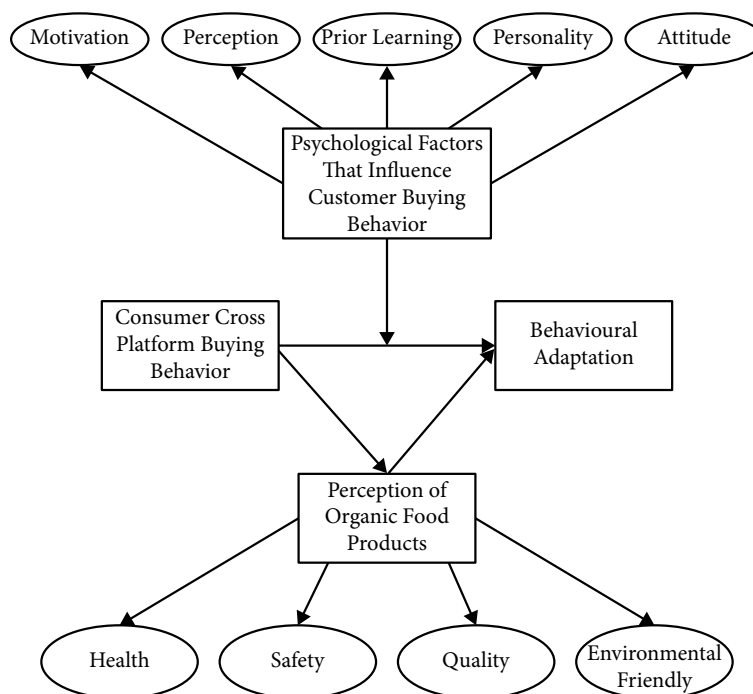 Motivation
Perception
Prior Learning
Personality
Attitude
Psychological Factors
That Influence
Customer Buying
Behavior
Consumer Cross
Platform Buying
Behavior
Behavioural
Adaptation
Perception of
Organic Food
Products
Health
Safety
Quality
Environmental
Friendly